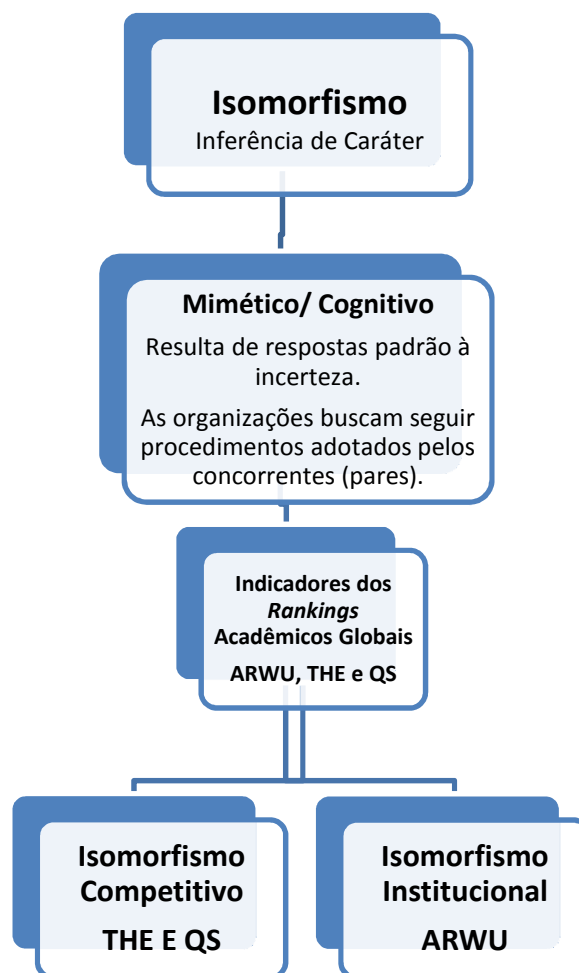 Isomorfismo
Inferência de Caráter
Mimético/ Cognitivo
Resulta de respostas padrão à
incerteza.
As organizações buscam seguir
procedimentos adotados pelos
concorrentes (pares).
Indicadores dos
Rankings
Acadêmicos Globais
ARWU, THE e QS
Isomorfismo
Competitivo
THE E QS
Isomorfismo
Institucional
ARWU